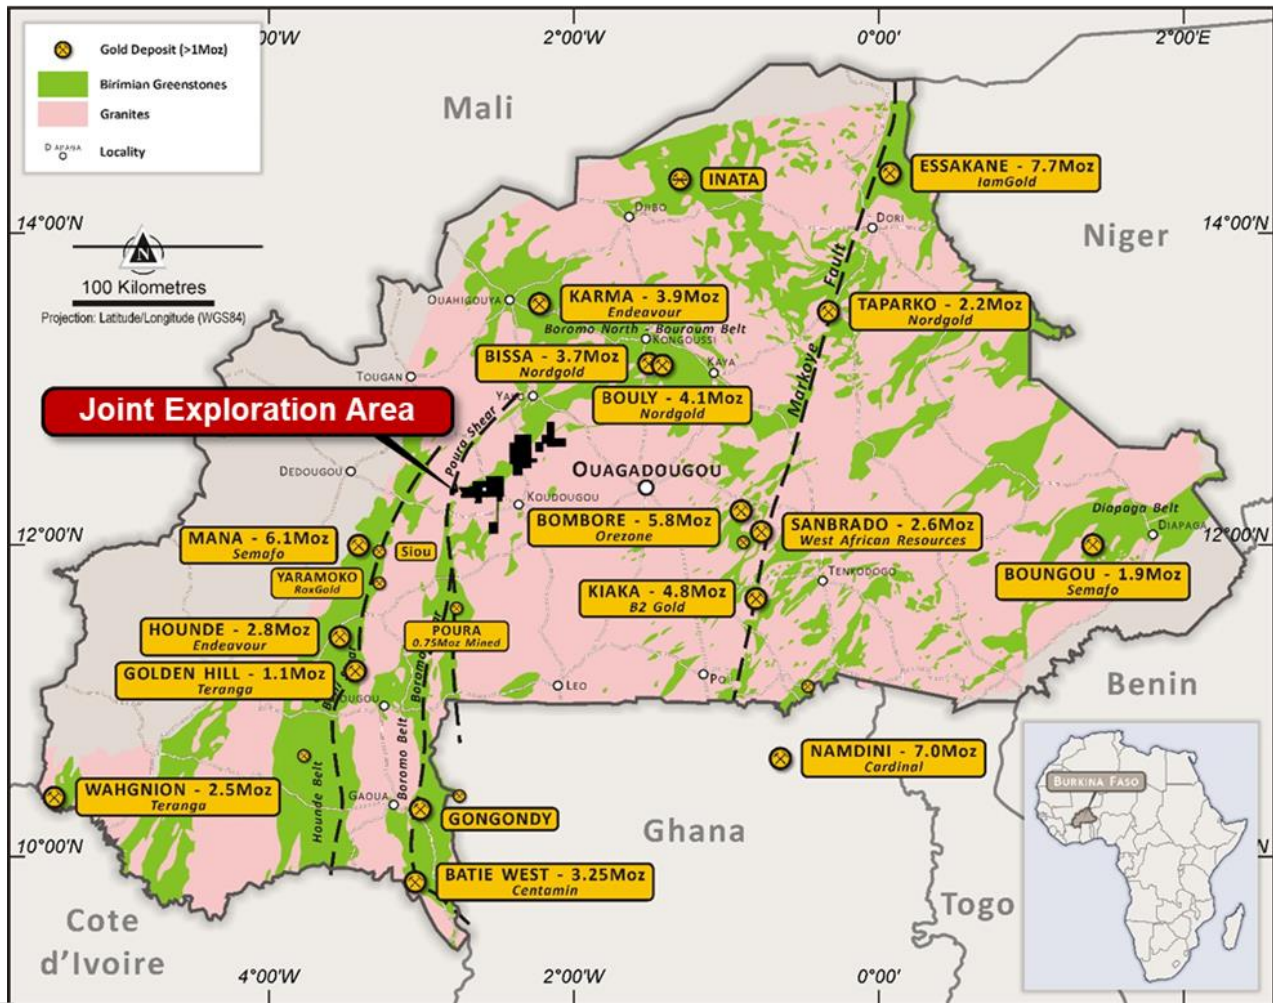 4°00'W
2°00'W
0°00'
2°00'E
Gold Deposit (>1Moz)
Birimian Greenstones
Granites
DIAPAGA
Locality
Mali
Niger
14°00'N
14°00'N
N
100 Kilometres
Projection: Latitude/Longitude (WGS84)
INATA
ESSAKANE - 7.7Moz
IamGold
DJIBO
DORI
OUAHIGOUYA
KARMA - 3.9Moz
Endeavour
Boromo North - Bouroum Belt
KONGOUSSI
TAPARKO - 2.2Moz
Nordgold
Markoye Fault
BISSA - 3.7Moz
Nordgold
KAYA
TOUGAN
YAKO
BOULY - 4.1Moz
Nordgold
Joint Exploration Area
Poura Shear
DEDOUGOU
OUAGADOUGOU
KOUDOUGOU
BOMBORE - 5.8Moz
Orezone
SANBRADO - 2.6Moz
West African Resources
Diapaga Belt
DIAPAGA
12°00'N
12°00'N
MANA - 6.1Moz
Semafo
Siou
YARAMOKO
RoxGold
BOUNGOU - 1.9Moz
Semafo
TENKODOGO
KIAKA - 4.8Moz
B2 Gold
HOUNDE - 2.8Moz
Endeavour
POURA
0.75Moz Mined
GOLDEN HILL - 1.1Moz
Teranga
LEO
PO
Benin
Boromo Belt
Hounde Belt
NAMDINI - 7.0Moz
Cardinal
BURKINA FASO
WAHGNION - 2.5Moz
Teranga
GAOUA
GONGONDY
Ghana
10°00'N
BATIE WEST - 3.25Moz
Centamin
Togo
Cote
d'Ivoire
4°00'W
2°00'W
0°00'